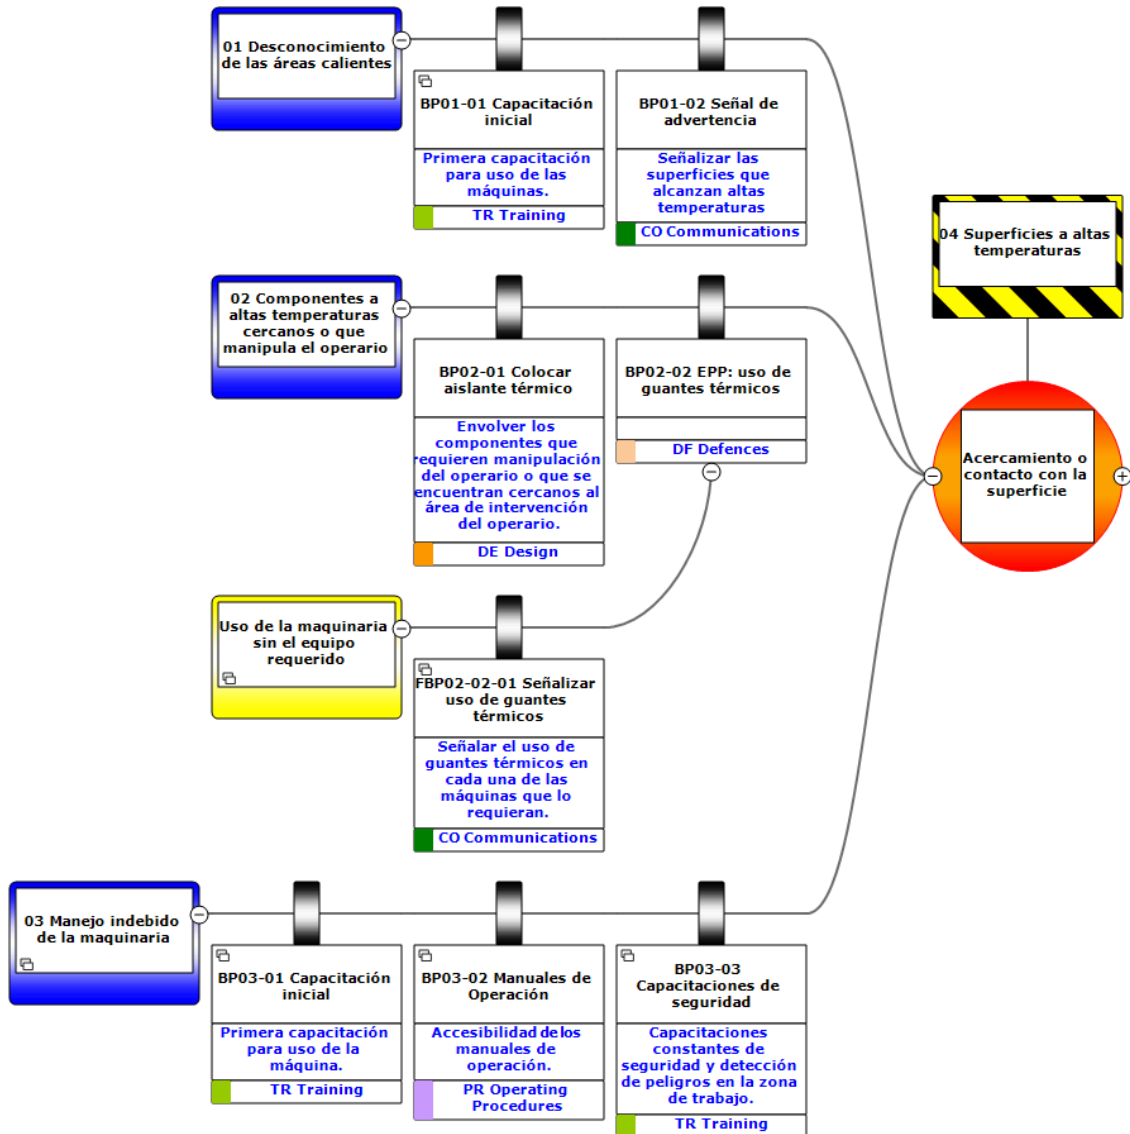 01 Desconocimiento
de las áreas calientes
BP01-01 Capacitación
inicial
Primera capacitación
para uso de las
máquinas.
TR Training
BP01-02 Señal de
advertencia
Señalizar las
superficies que
alcanzan altas
temperaturas
CO Communications
04 Superficies a altas
temperaturas
02 Componentes a
altas temperaturas
cercanos o que
manipula el operario
BP02-01 Colocar
aislante térmico
Envolver los
componentes que
requieren manipulación
del operario o que se
encuentran cercanos al
área de intervención
del operario.
DE Design
BP02-02 EPP: uso de
guantes térmicos
DF Defences
Acercamiento o
contacto con la
superficie
Uso de la maquinaria
sin el equipo
requerido
FBP02-02-01 Señalizar
uso de guantes
térmicos
Señalar el uso de
guantes térmicos en
cada una de las
máquinas que lo
requieran.
CO Communications
03 Manejo indebido
de la maquinaria
BP03-01 Capacitación
inicial
Primera capacitación
para uso de la
máquina.
TR Training
BP03-02 Manuales de
Operación
Accesibilidad de los
manuales de
operación.
PR Operating
Procedures
BP03-03
Capacitaciones de
seguridad
Capacitaciones
constantes de
seguridad y detección
de peligros en la zona
de trabajo.
TR Training